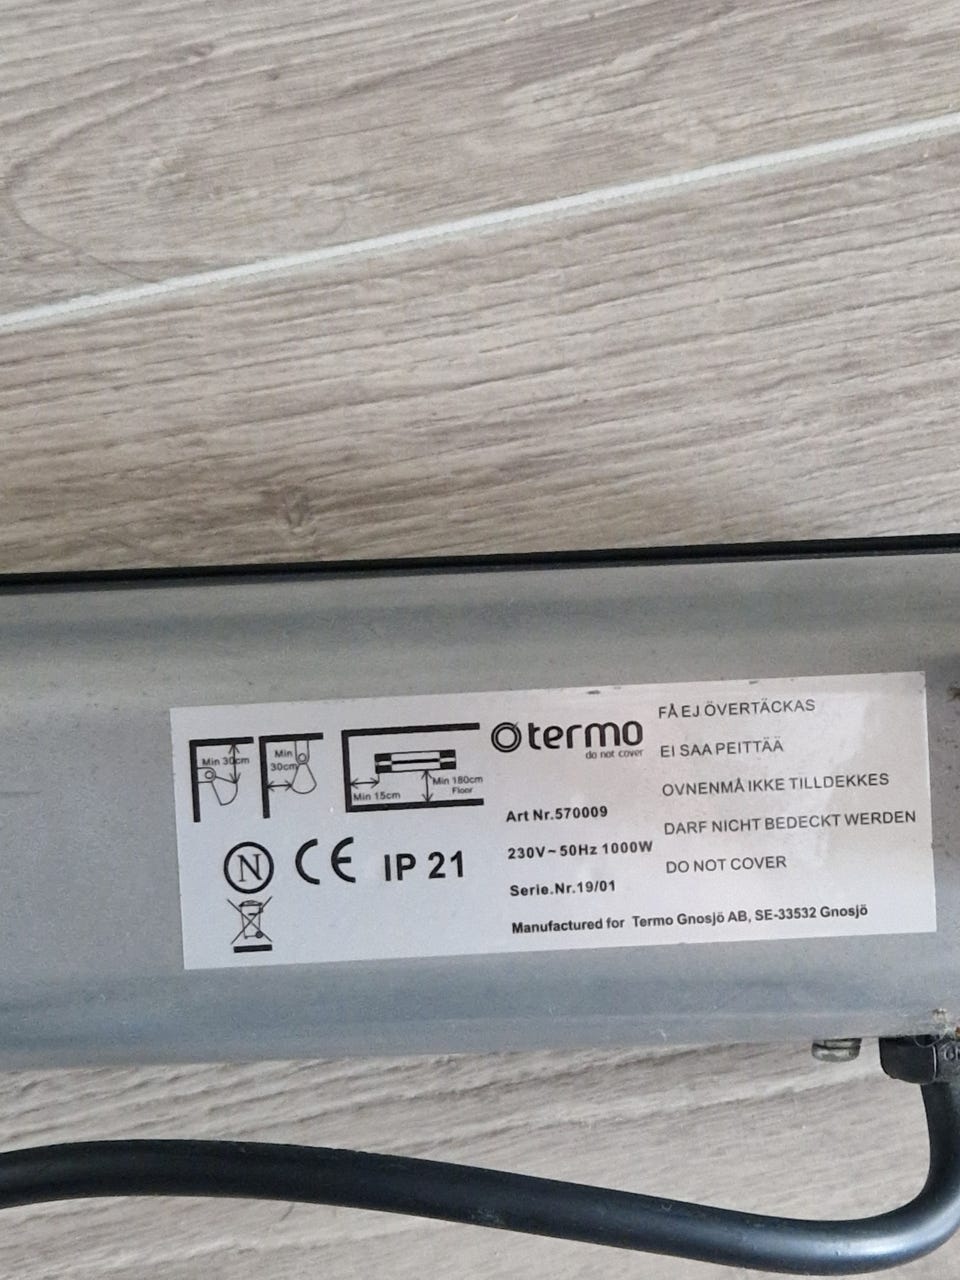 Min 30cm
Min
30cm
Min 15cm
Min 180cm
Floor
N
CE IP 21
termo
do not cover
Art Nr.570009
230V~50Hz 1000W
Serie.Nr.19/01
Manufactured for Termo Gnosjö AB, SE-33532 Gnosjö
FÅ EJ ÖVERTÄCKAS
EI SAA PEITTÄÄ
OVNENMÅ IKKE TILLDEKKES
DARF NICHT BEDECKT WERDEN
DO NOT COVER